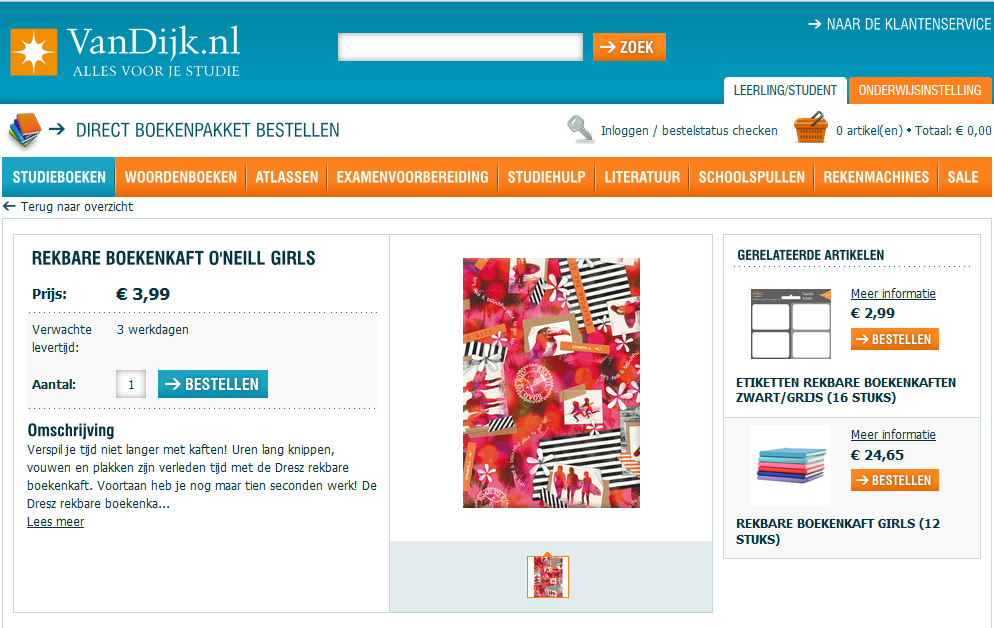 VanDijk.nl
ALLES VOOR JE STUDIE
ZOEK
NAAR DE KLANTENSERVICE
LEERLING/STUDENT
ONDERWIJSINSTELLING
DIRECT BOEKENPAKKET BESTELLEN
Inloggen / bestelstatus checken
0 artikel(en) • Totaal: € 0,00
STUDIEBOEKEN WOORDENBOEKEN ATLASSEN EXAMENVOORBEREIDING STUDIEHULP LITERATUUR SCHOOLSPULLEN REKENMACHINES SALE
Terug naar overzicht
REKBARE BOEKENKAFT O'NEILL GIRLS
Prijs: € 3,99
Verwachte 3 werkdagen
levertijd:
Aantal: 1 BESTELLEN
Omschrijving
Verspil je tijd niet langer met kaften! Uren lang knippen,
vouwen en plakken zijn verleden tijd met de Dresz rekbare
boekenkaft. Voortaan heb je nog maar tien seconden werk! De
Dresz rekbare boekenka...
Lees meer
GERELATEERDE ARTIKELEN
Meer informatie
€ 2,99
BESTELLEN
ETIKETTEN REKBARE BOEKENKAFTEN
ZWART/GRIJS (16 STUKS)
Meer informatie
€ 24,65
BESTELLEN
REKBARE BOEKENKAFT GIRLS (12
STUKS)